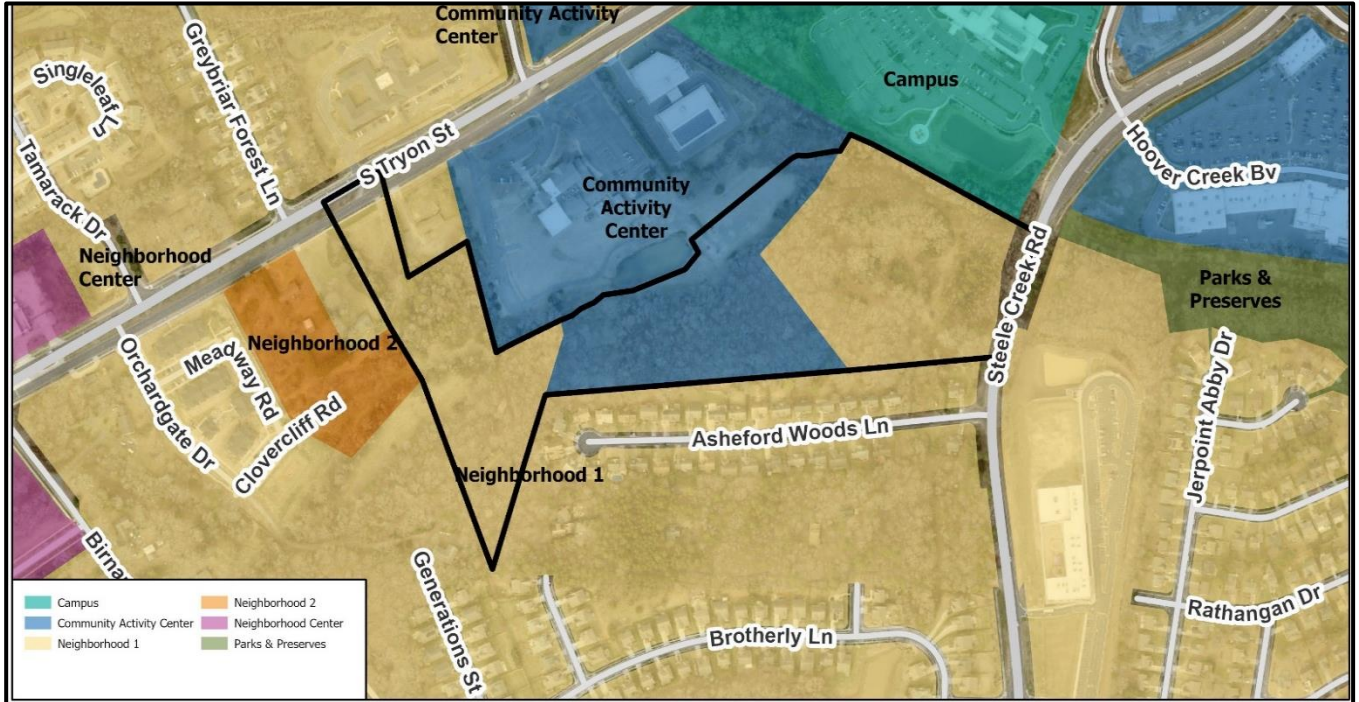 Community Activity
Center
Campus
Greybriar Forest Ln
Singleleaf Ln
Tamarack Dr
S Tryon St
Hoover Creek Bv
Community
Activity
Center
Neighborhood
Center
Steele Creek Rd
Parks &
Preserves
Neighborhood 2
Meadway Rd
Orchardgate Dr
Clovercliff Rd
Asheford Woods Ln
Jerpoint Abby Dr
Neighborhood 1
Generations St
Rathangan Dr
Brotherly Ln
Campus
Community Activity Center
Neighborhood 1
Neighborhood 2
Neighborhood Center
Parks & Preserves